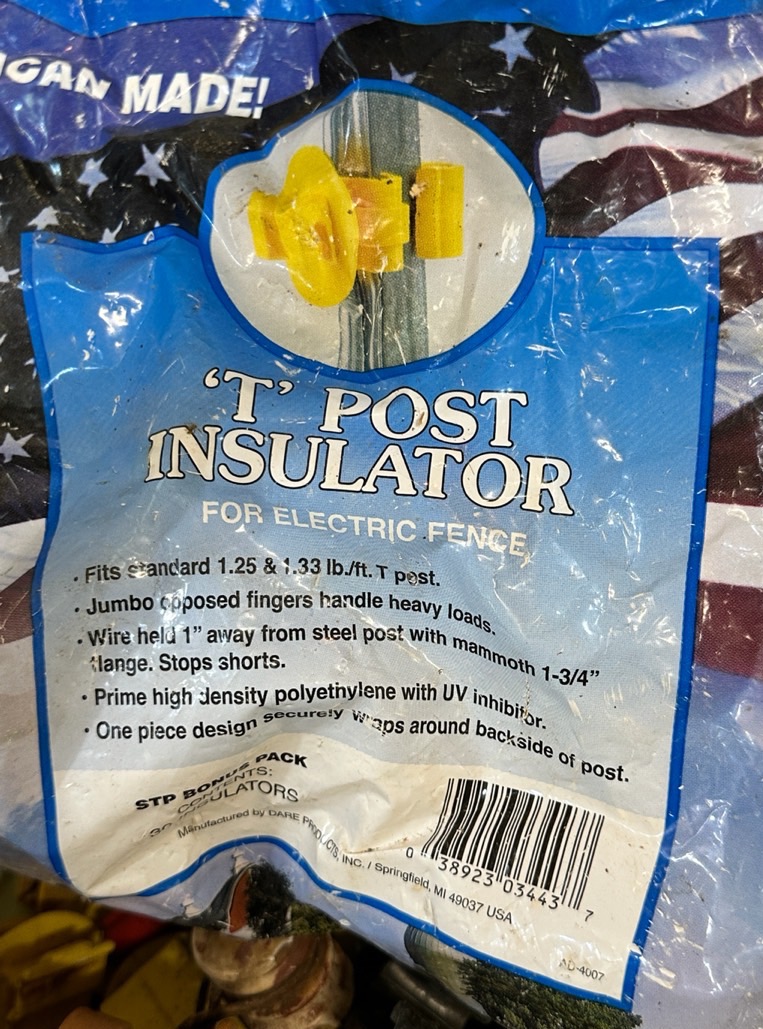 MADE!
'T' POST
INSULATOR
FOR ELECTRIC FENCE
• Fits standard 1.25 & 1.33 lb./ft. T post.
• Jumbo opposed fingers handle heavy loads.
• Wire held 1" away from steel post with mammoth 1-3/4"
flange. Stops shorts.
• Prime high density polyethylene with UV inhibitor.
• One piece design securely wraps around backside of post.
STP BONUS PACK
CONTENTS:
INSULATORS
Manufactured by DARE PRODUCTS, INC. / Springfield, MI 49037 USA
0 38923 03443 7
AD-4007